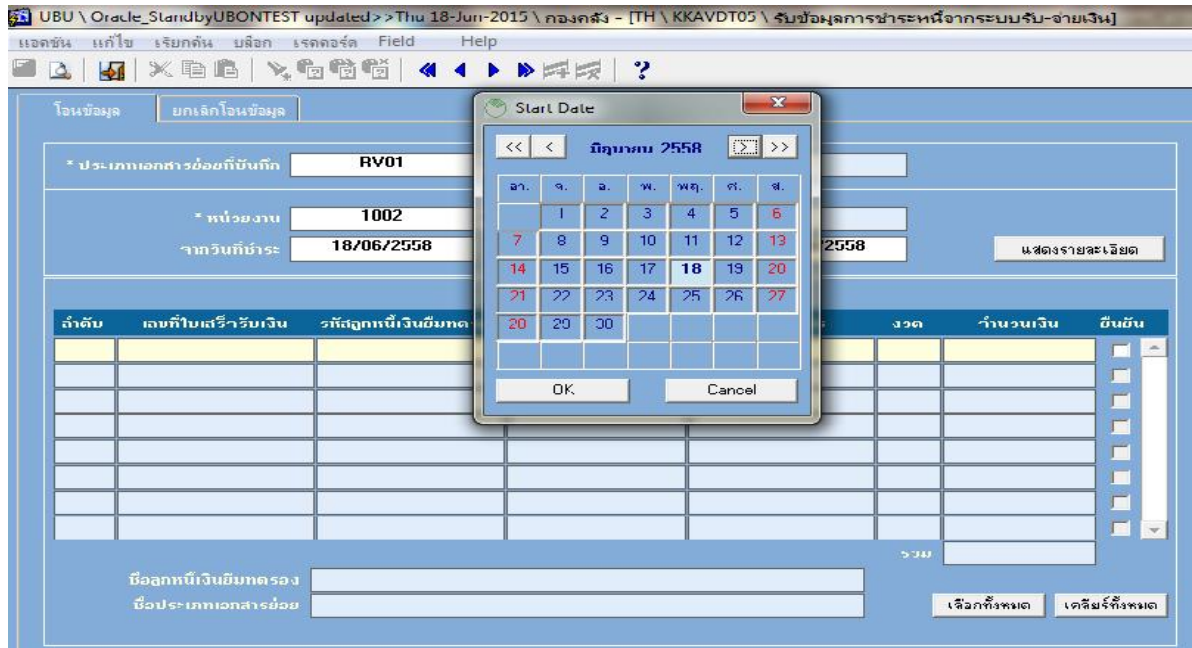 UBU \ Oracle_StandbyUBONTEST updated>>Thu 18-Jun-2015 \ กองคลัง - [TH \ KKAVDT05 \ รับข้อมูลการชำระหนี้จากระบบรับ-จ่ายเงิน]
แอคชัน แก้ไข เรียกค้น บล็อก เรคคอร์ด Field Help
โอนข้อมูล ยกเลิกโอนข้อมูล
Start Date
<< < มิถุนายน 2558 > >>
* ประเภทเอกสารย่อยที่บันทึก RV01
อา. จ. อ. พ. พฤ. ศ. ส.
1 2 3 4 5 6
* หน่วยงาน 1002
7 8 9 10 11 12 13
จากวันที่ชำระ 18/06/2558 /2558 แสดงรายละเอียด
14 15 16 17 18 19 20
21 22 23 24 25 26 27
28 29 30
ลำดับ เลขที่ใบเสร็จรับเงิน รหัสลูกหนี้เงินยืมทดร งวด จำนวนเงิน ยืนยัน
OK Cancel
รวม
ชื่อลูกหนี้เงินยืมทดรอง
ชื่อประเภทเอกสารย่อย
เลือกทั้งหมด เคลียร์ทั้งหมด